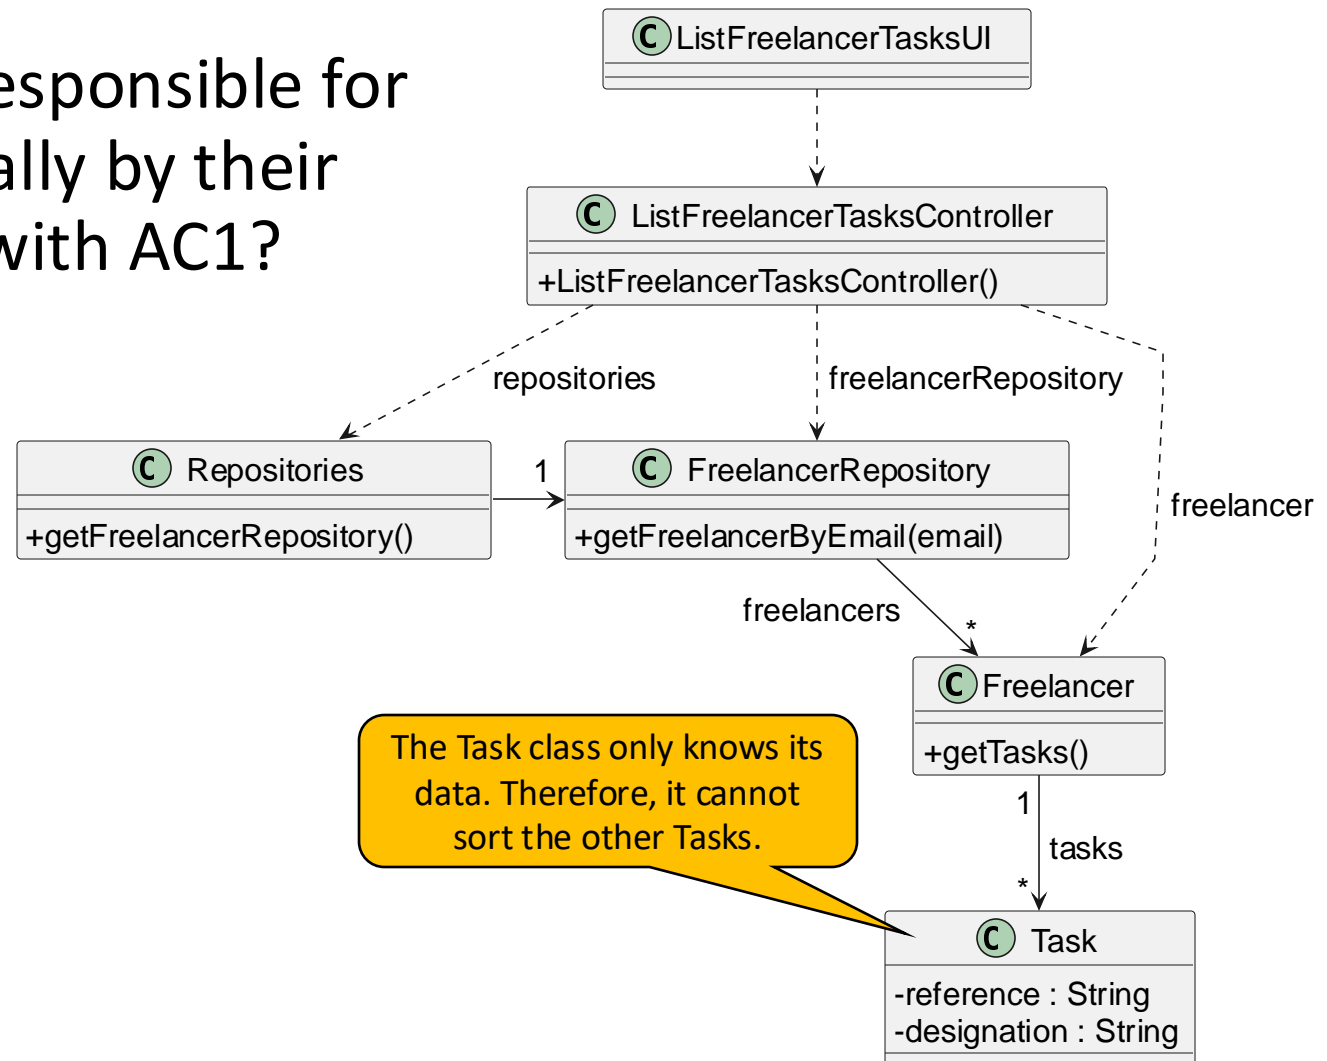 esponsible for
ally by their
with AC1?
C ListFreelancerTasksUI
C ListFreelancerTasksController
+ListFreelancerTasksController()
repositories
freelancerRepository
freelancer
C Repositories
+getFreelancerRepository()
1
C FreelancerRepository
+getFreelancerByEmail(email)
freelancers
*
C Freelancer
+getTasks()
The Task class only knows its
data. Therefore, it cannot
sort the other Tasks.
1
tasks
*
C Task
-reference : String
-designation : String